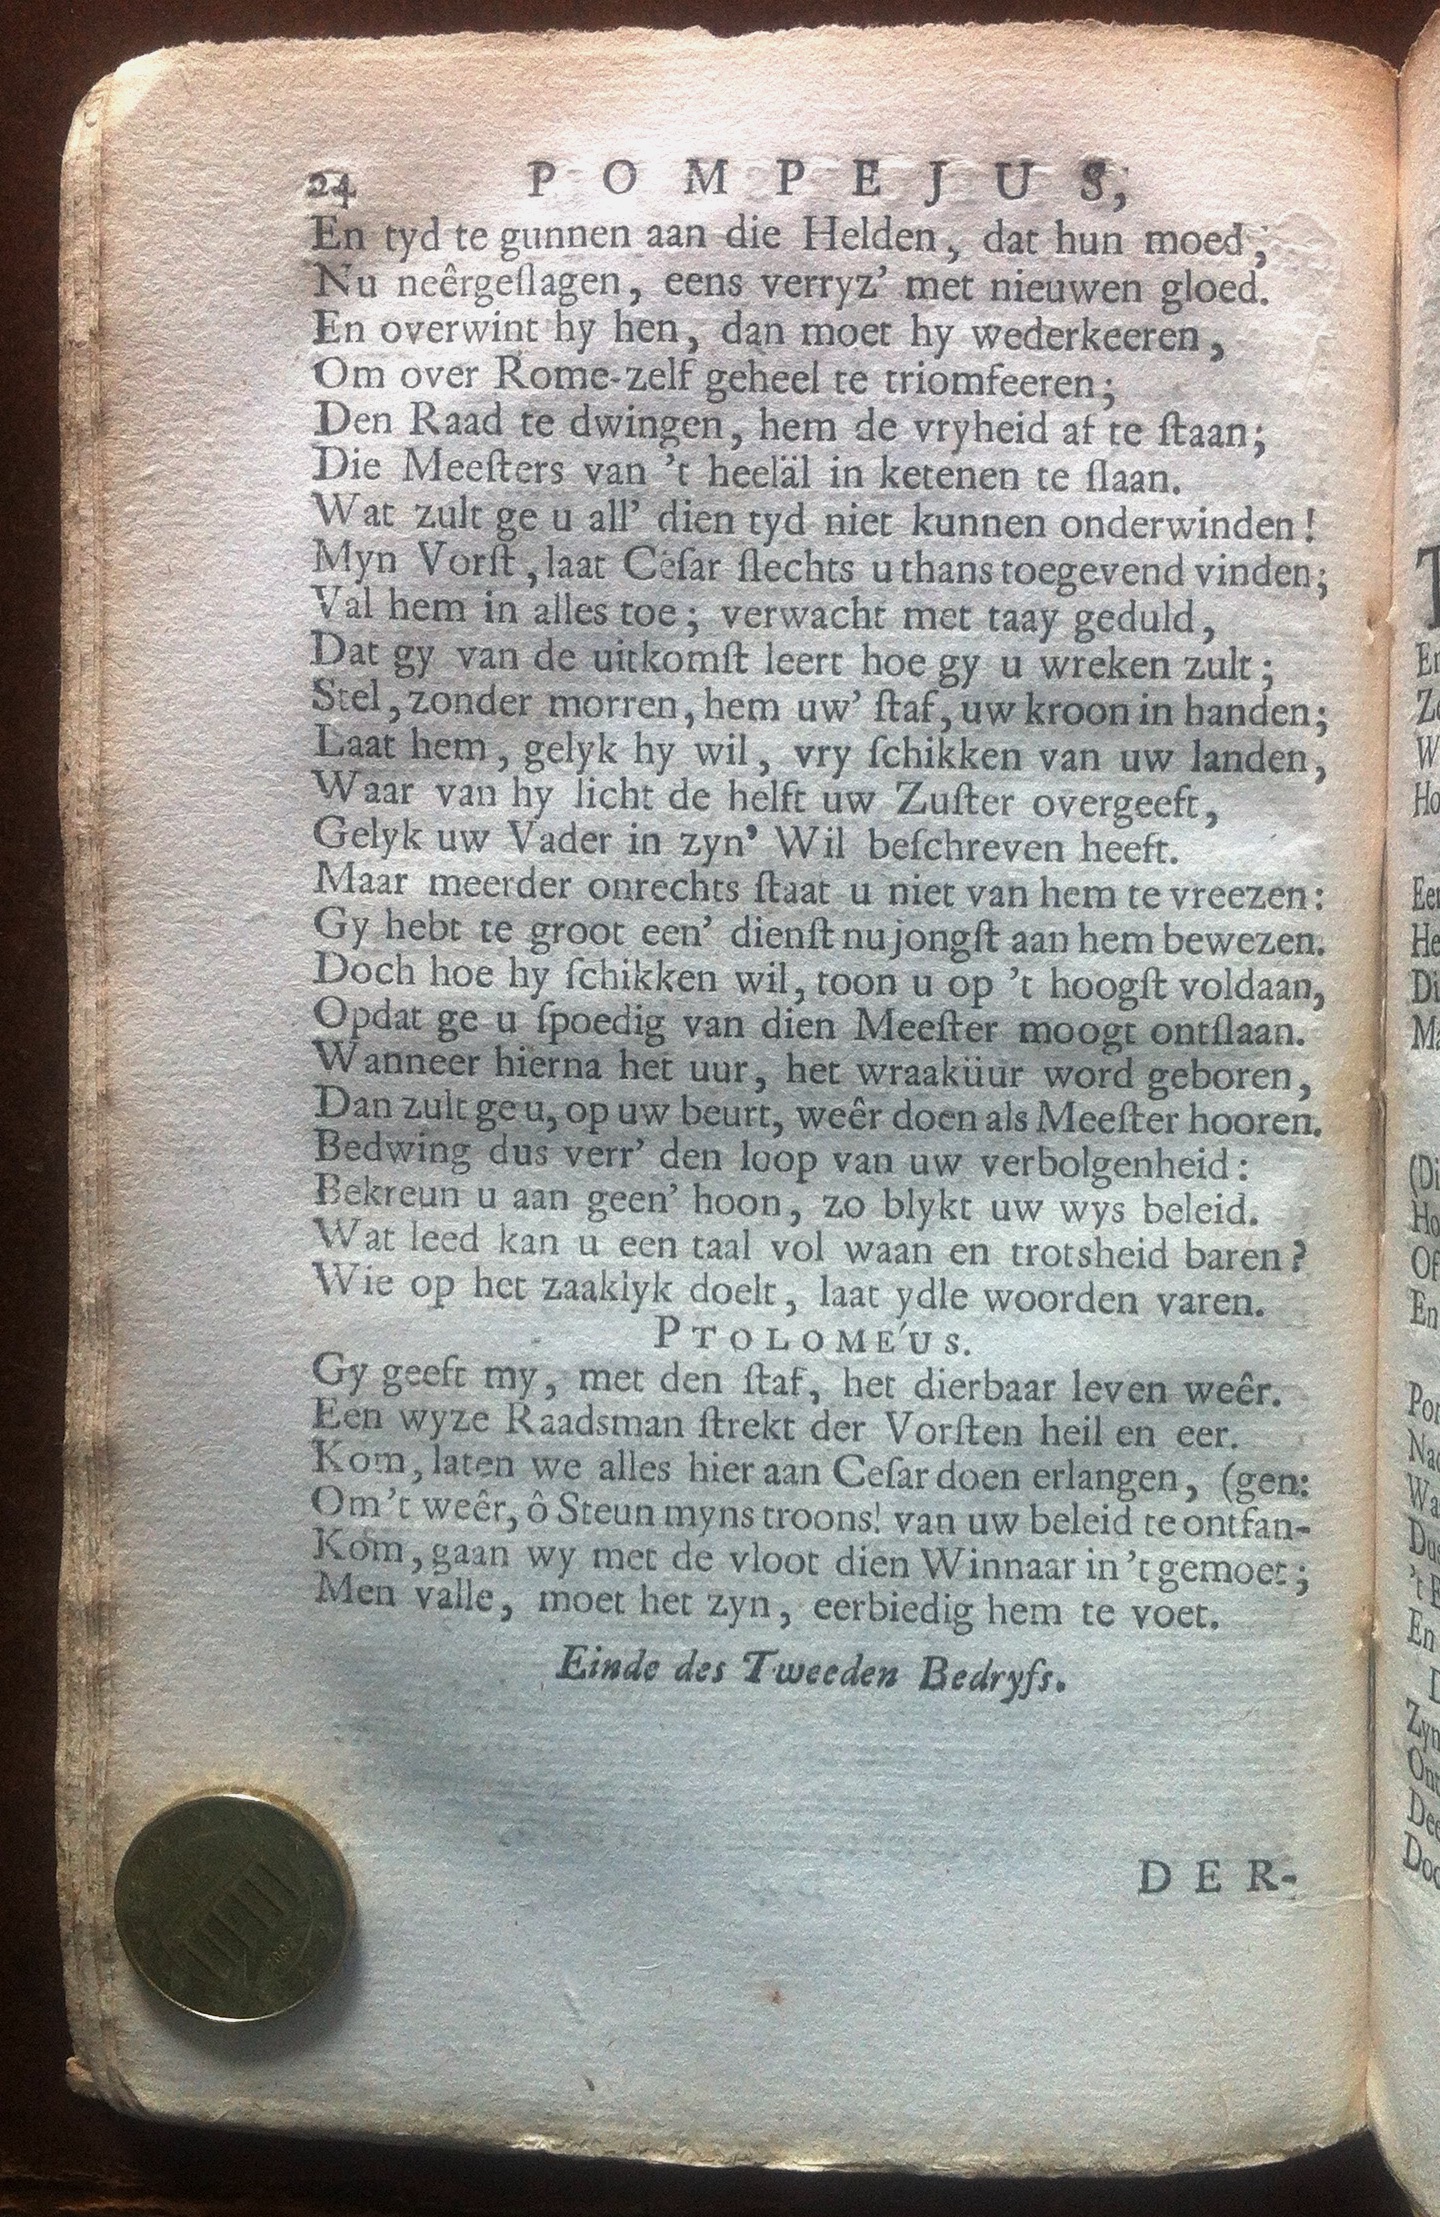 24 POMPEJUS,
En tyd te gunnen aan die Helden, dat hun moed,
Nu neêrgeſlagen, eens verryz’ met nieuwen gloed.
En overwint hy hen, dan moet hy wederkeeren,
Om over Rome-zelf geheel te triomfeeren;
Den Raad te dwingen, hem de vryheid af te ſtaan;
Die Meeſters van ’t heeläl in ketenen te ſlaan.
Wat zult ge u all’ dien tyd niet kunnen onderwinden!
Myn Vorſt, laat Ceſar ſlechts u thans toegevend vinden;
Val hem in alles toe; verwacht met taay geduld,
Dat gy van de uitkomſt leert hoe gy u wreken zult;
Stel, zonder morren, hem uw’ ſtaf, uw kroon in handen;
Laat hem, gelyk hy wil, vry ſchikken van uw landen,
Waar van hy licht de helft uw Zuſter overgeeft,
Gelyk uw Vader in zyn’ Wil beſchreven heeft.
Maar meerder onrechts ſtaat u niet van hem te vreezen:
Gy hebt te groot een’ dienſt nu jongſt aan hem bewezen.
Doch hoe hy ſchikken wil, toon u op ’t hoogſt voldaan,
Opdat ge u ſpoedig van dien Meeſter moogt ontſlaan.
Wanneer hierna het uur, het wraaküur word geboren,
Dan zult ge u, op uw beurt, weêr doen als Meeſter hooren.
Bedwing dus verr’ den loop van uw verbolgenheid:
Bekreun u aan geen’ hoon, zo blykt uw wys beleid.
Wat leed kan u een taal vol waan en trotsheid baren?
Wie op het zaaklyk doelt, laat ydle woorden varen.
PTOLOME´US.
Gy geeft my, met den ſtaf, het dierbaar leven weêr.
Een wyze Raadsman ſtrekt der Vorſten heil en eer.
Kom, laten we alles hier aan Ceſar doen erlangen, (gen:
Om ’t weêr, ô Steun myns troons! van uw beleid te ontfan-
Kom, gaan wy met de vloot dien Winnaar in ’t gemoet;
Men valle, moet het zyn, eerbiedig hem te voet.
Einde des Tweeden Bedryfs.
DER-